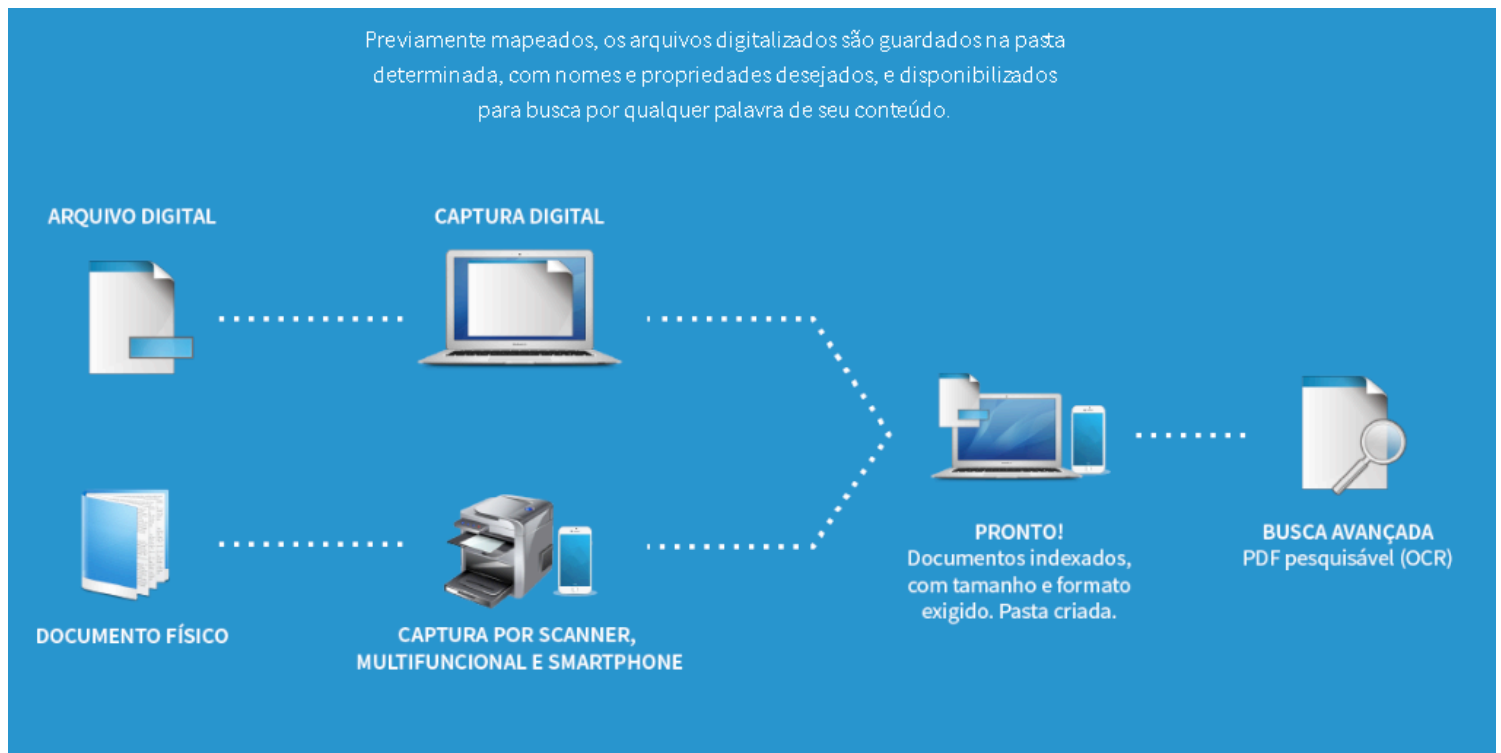 Previamente mapeados, os arquivos digitalizados são guardados na pasta
determinada, com nomes e propriedades desejados, e disponibilizados
para busca por qualquer palavra de seu conteúdo.
ARQUIVO DIGITAL
CAPTURA DIGITAL
DOCUMENTO FÍSICO
CAPTURA POR SCANNER,
MULTIFUNCIONAL E SMARTPHONE
PRONTO!
Documentos indexados,
com tamanho e formato
exigido. Pasta criada.
BUSCA AVANÇADA
PDF pesquisável (OCR)